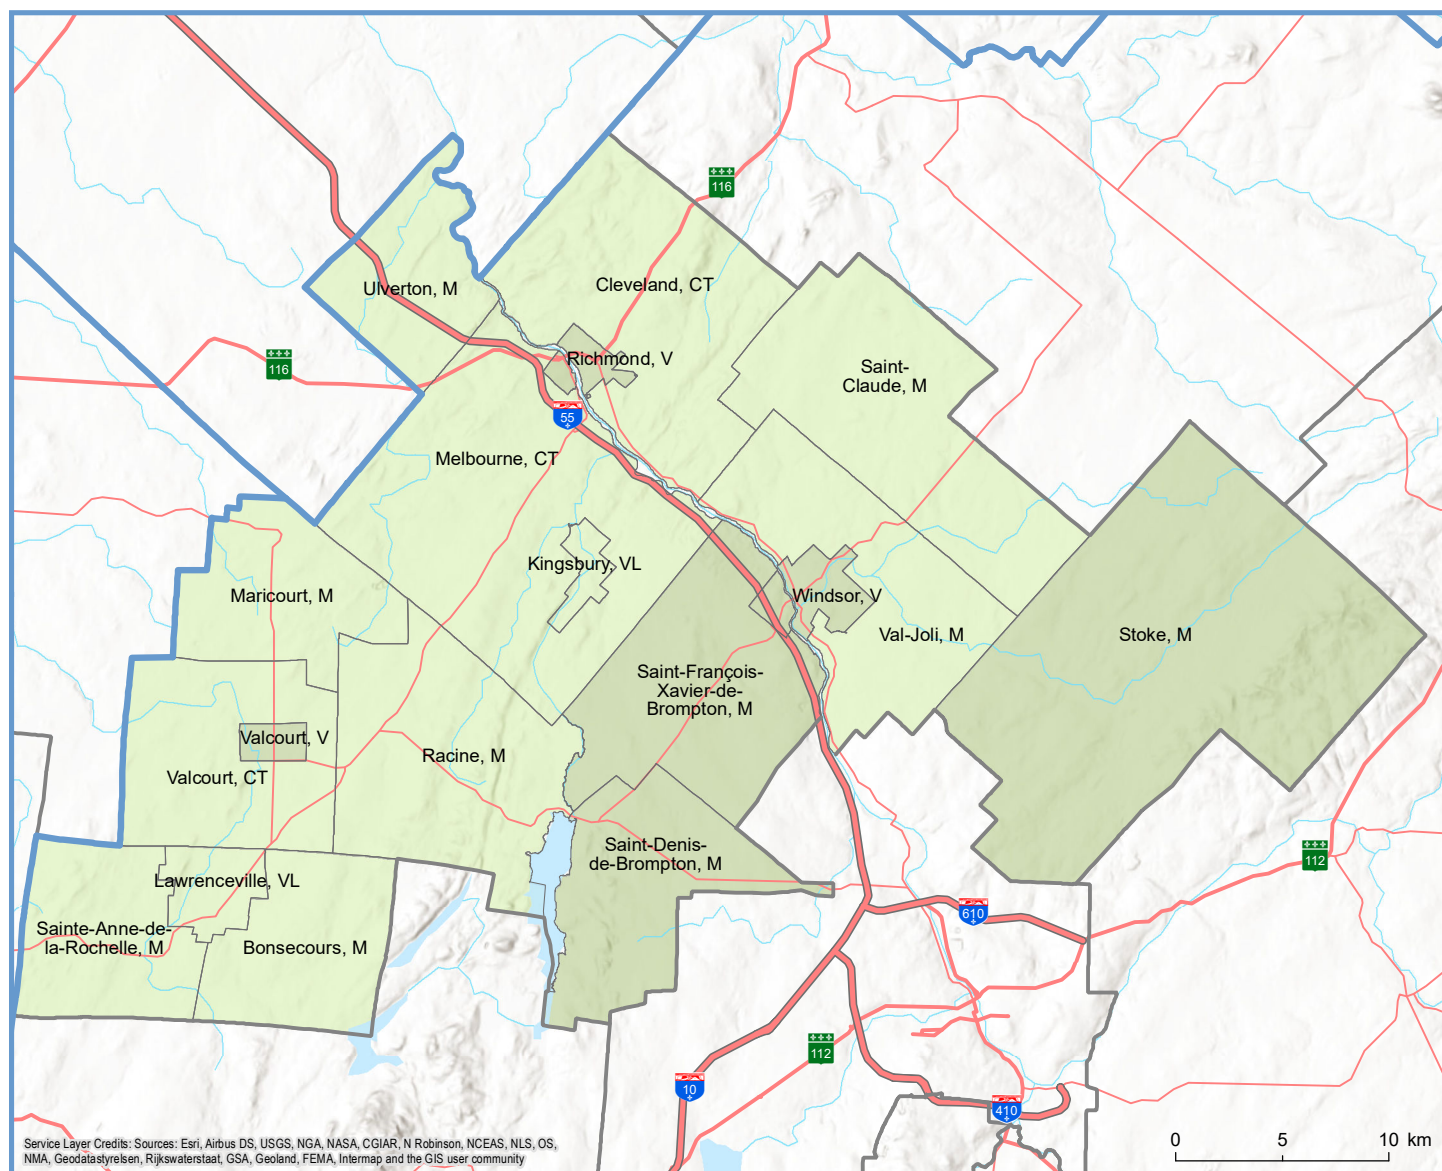 116
Ulverton, M
Cleveland, CT
116
Richmond, V
Saint-
Claude, M
55
Melbourne, CT
Kingsbury, VL
Maricourt, M
Windsor, V
Val-Joli, M
Stoke, M
Saint-François-
Xavier-de-
Brompton, M
Valcourt, V
Racine, M
Valcourt, CT
Saint-Denis-
de-Brompton, M
112
Lawrenceville, VL
610
Sainte-Anne-de-
la-Rochelle, M
Bonsecours, M
112
10
410
Service Layer Credits: Sources: Esri, Airbus DS, USGS, NGA, NASA, CGIAR, N Robinson, NCEAS, NLS, OS,
NMA, Geodatastyrelsen, Rijkswaterstaat, GSA, Geoland, FEMA, Intermap and the GIS user community
0 5 10 km